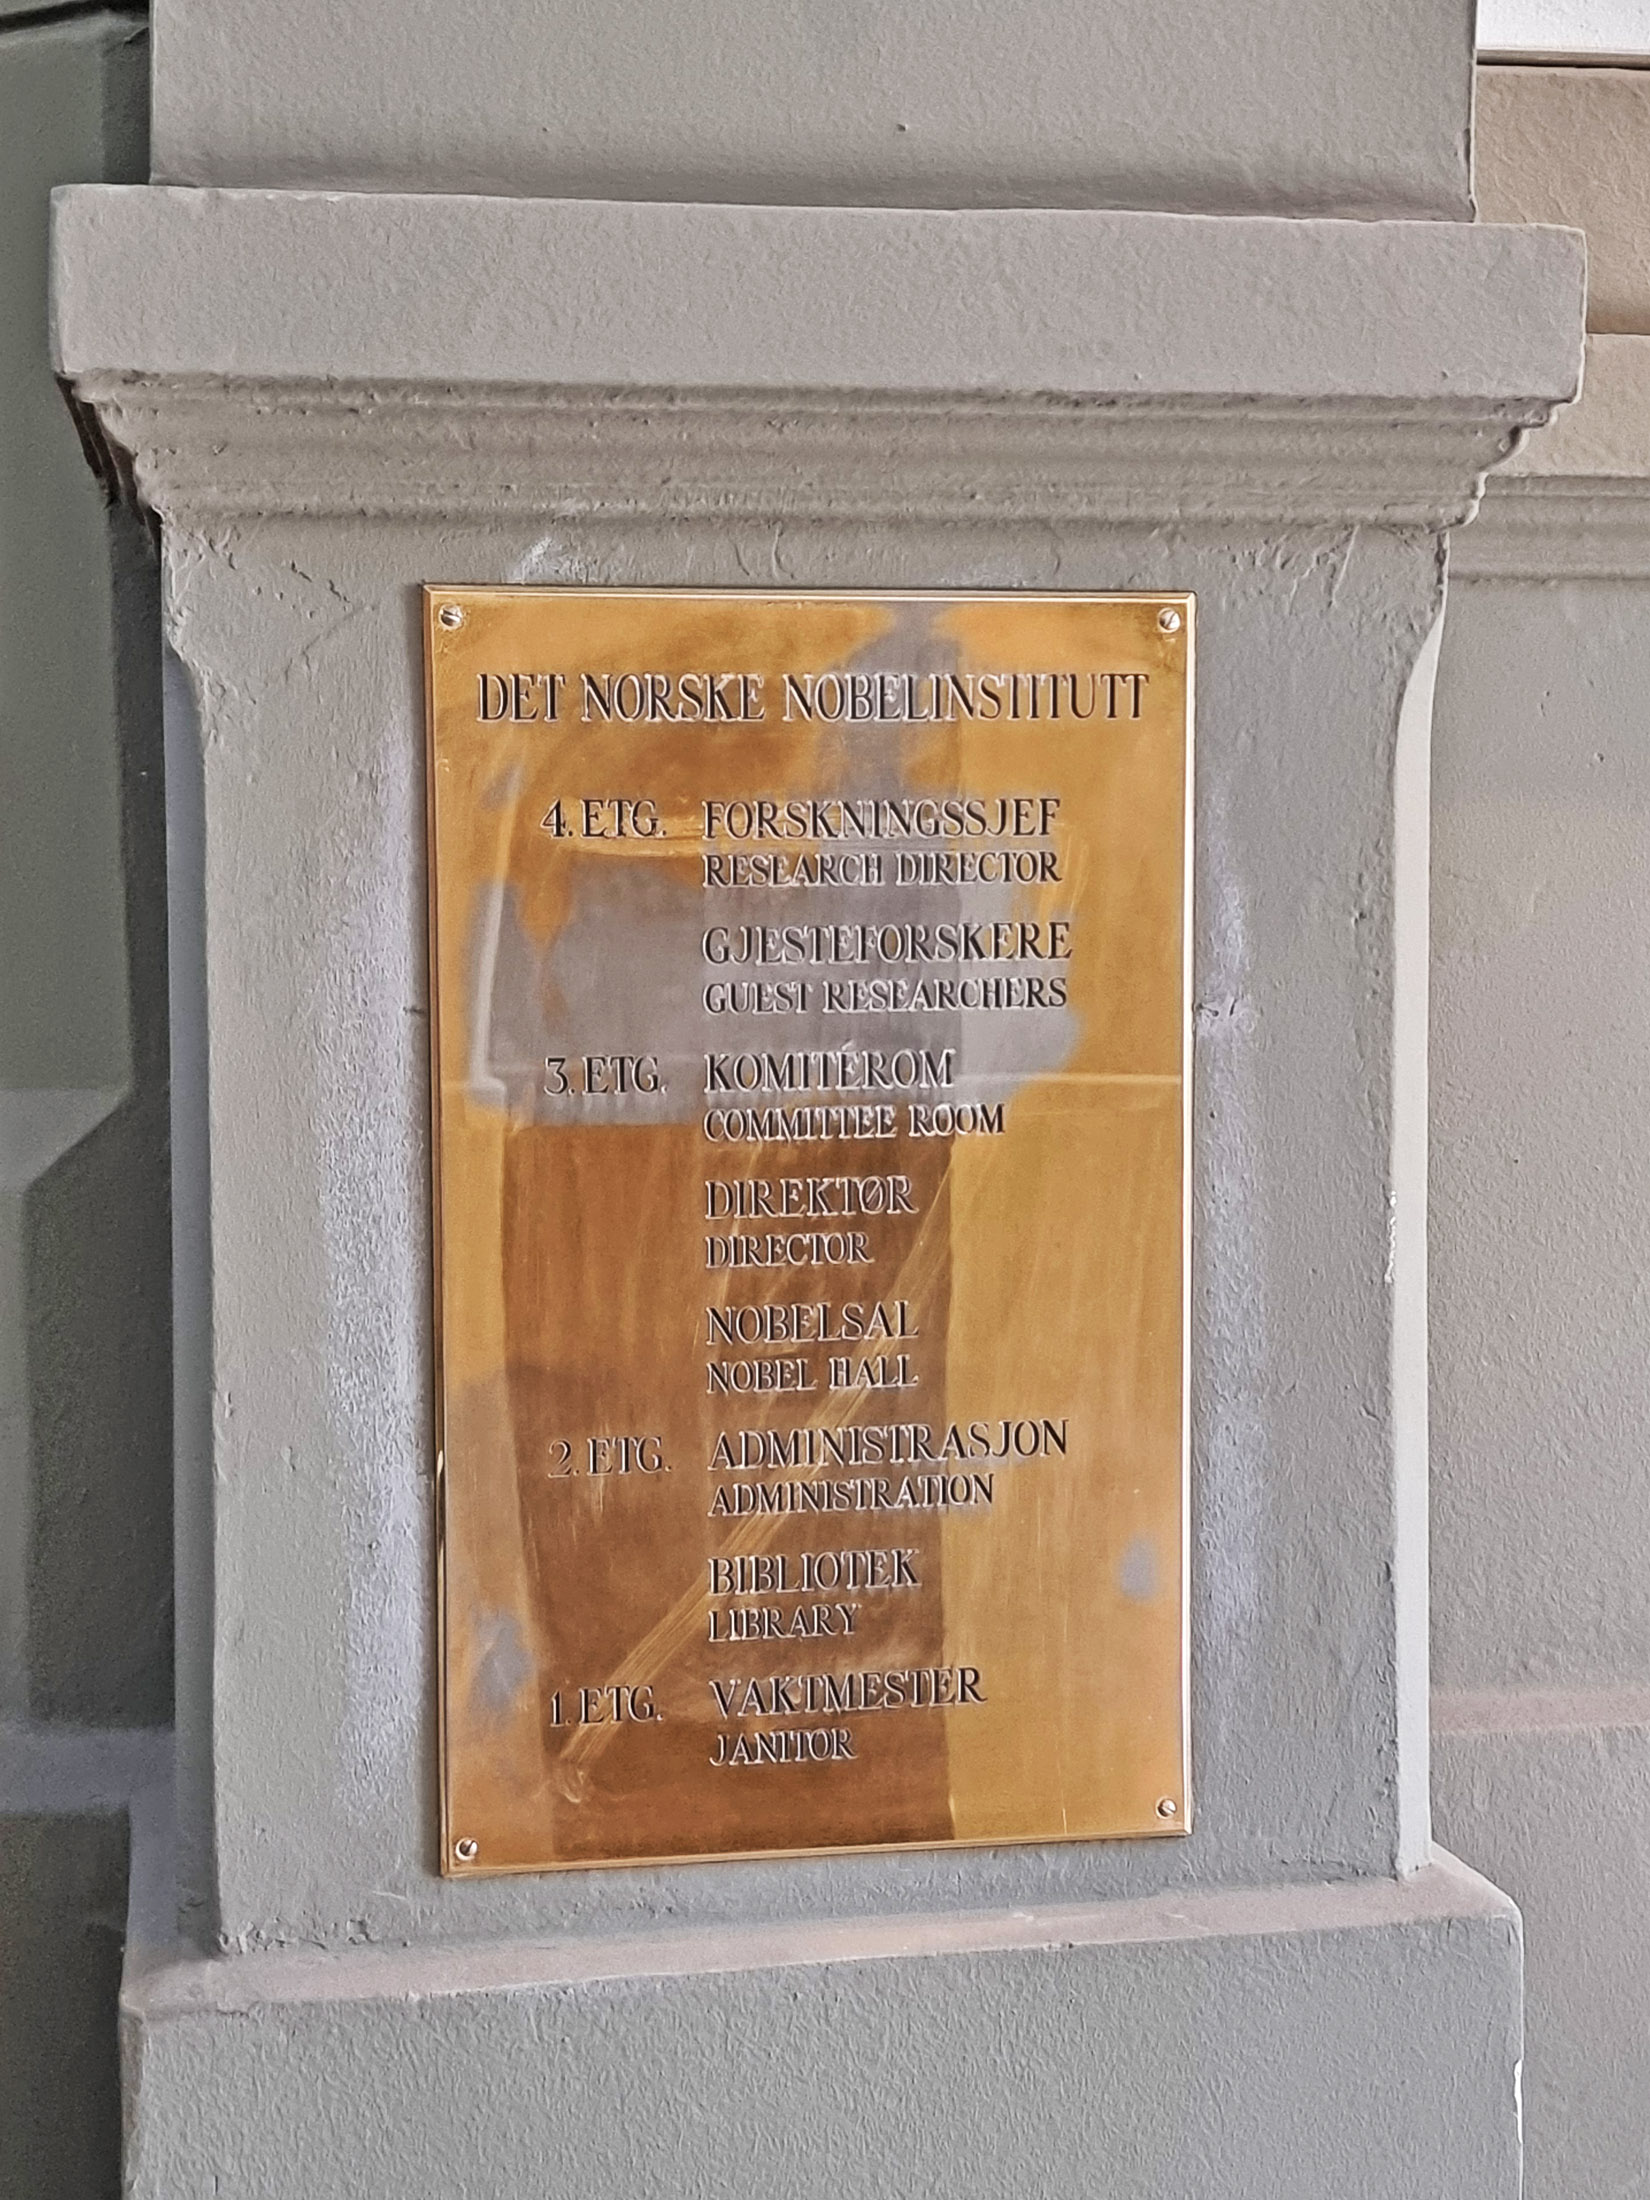 DET NORSKE NOBELINSTITUTT
4. ETG. FORSKNINGSSJEF
RESEARCH DIRECTOR
GJESTEFORSKERE
GUEST RESEARCHERS
3. ETG. KOMITÉROM
COMMITTEE ROOM
DIREKTØR
DIRECTOR
NOBELSAL
NOBEL HALL
2. ETG. ADMINISTRASJON
ADMINISTRATION
BIBLIOTEK
LIBRARY
1. ETG. VAKTMESTER
JANITOR